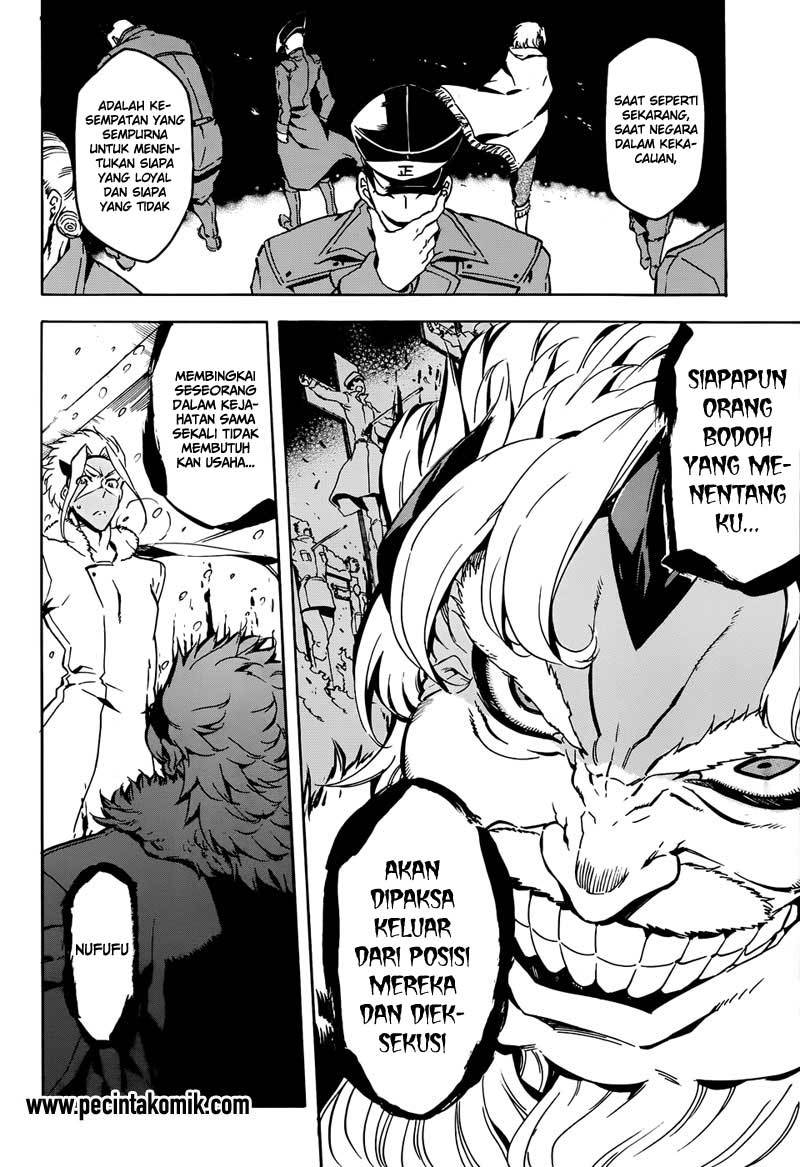 SAAT SEPERTI
SEKARANG,
SAAT NEGARA
DALAM KEKA-
CAUAN,
ADALAH KE-
SEMPATAN YANG
SEMPURNA
UNTUK MENEN-
TUKAN SIAPA
YANG LOYAL
DAN SIAPA
YANG TIDAK
正
SIAPAPUN
ORANG
BODOH
YANG ME-
NENTANG
KU...
AKAN
DIPAKSA
KELUAR
DARI POSISI
MEREKA
DAN DIEK-
SEKUSI
MEMBINGKAI
SESEORANG
DALAM KEJA-
HATAN SAMA
SEKALI TIDAK
MEMBUTUH
KAN USAHA...
NUFUFU
www.pecintakomik.com